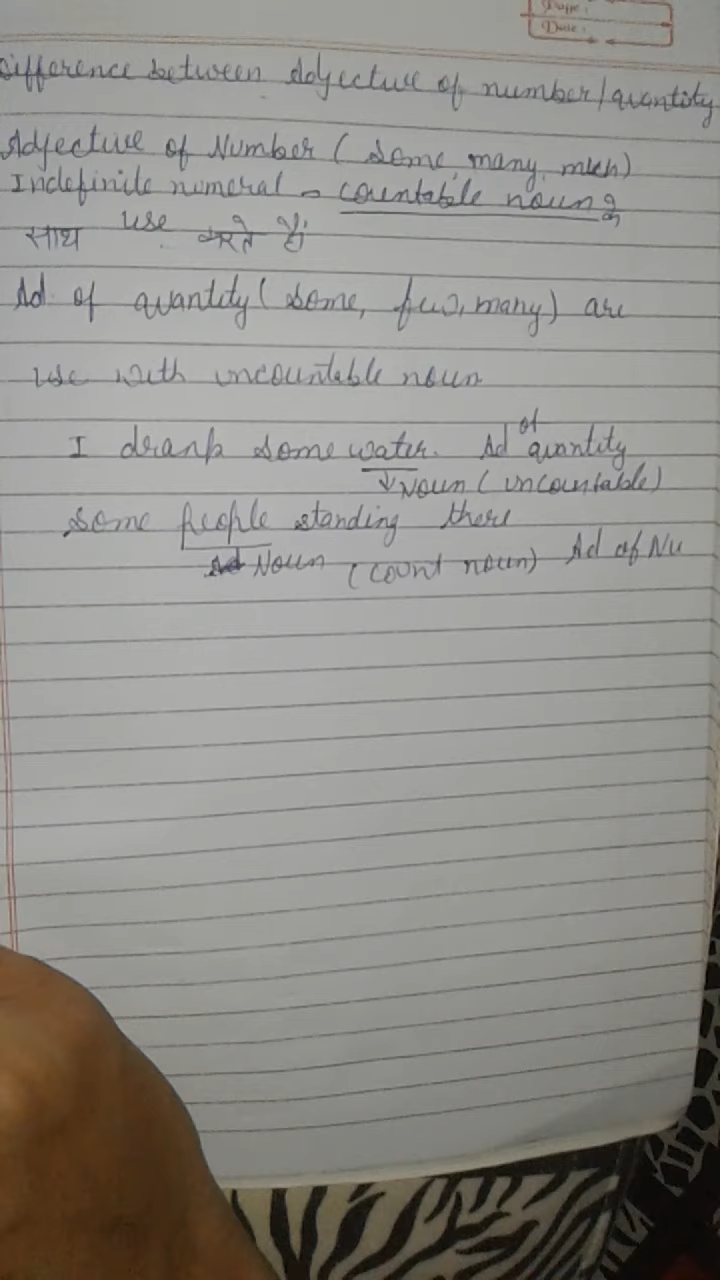 Page :
Date :
Difference between Adjective of number/quantity
Adjective of Number ( some, many, much)
Indefinite numeral - countable noun के
साथ use करते हैं
Ad. of quantity ( some, few, many) are
use with uncountable noun
I drank some water. Ad of quantity
Noun ( uncountable)
some people standing there
Noun (count noun) Ad of Nu